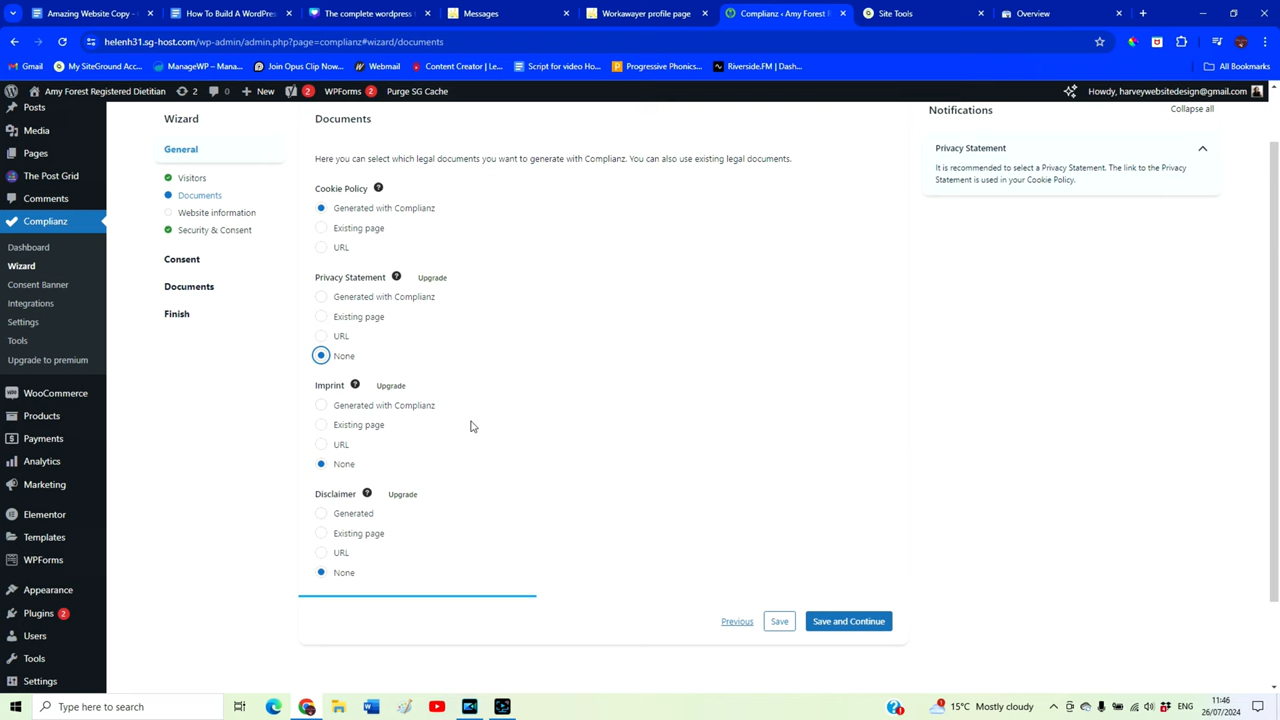 Amazing Website Copy -
How To Build A WordPres
The complete wordpress
Messages
Workawayer profile page
Complianz ‹ Amy Forest R
Site Tools
Overview
helenh31.sg-host.com/wp-admin/admin.php?page=complianz#wizard/documents
Gmail
My SiteGround Acc...
ManageWP – Mana...
Join Opus Clip Now...
Webmail
Content Creator | Le...
Script for video Ho...
Progressive Phonics...
Riverside.FM | Dash...
All Bookmarks
Amy Forest Registered Dietitian
2
0
New
2
WPForms 2
Purge SG Cache
Howdy, harveywebsitedesign@gmail.com
Posts
Media
Pages
The Post Grid
Comments
Complianz
Dashboard
Wizard
Consent Banner
Integrations
Settings
Tools
Upgrade to premium
WooCommerce
Products
Payments
Analytics
Marketing
Elementor
Templates
WPForms
Appearance
Plugins 2
Users
Tools
Settings
Wizard
General
Visitors
Documents
Website information
Security & Consent
Consent
Documents
Finish
Documents
Here you can select which legal documents you want to generate with Complianz. You can also use existing legal documents.
Cookie Policy ?
Generated with Complianz
Existing page
URL
Privacy Statement ? Upgrade
Generated with Complianz
Existing page
URL
None
Imprint ? Upgrade
Generated with Complianz
Existing page
URL
None
Disclaimer ? Upgrade
Generated
Existing page
URL
None
Previous
Save
Save and Continue
Notifications
Collapse all
Privacy Statement
It is recommended to select a Privacy Statement. The link to the Privacy
Statement is used in your Cookie Policy.
Type here to search
15°C Mostly cloudy
ENG
11:46
26/07/2024